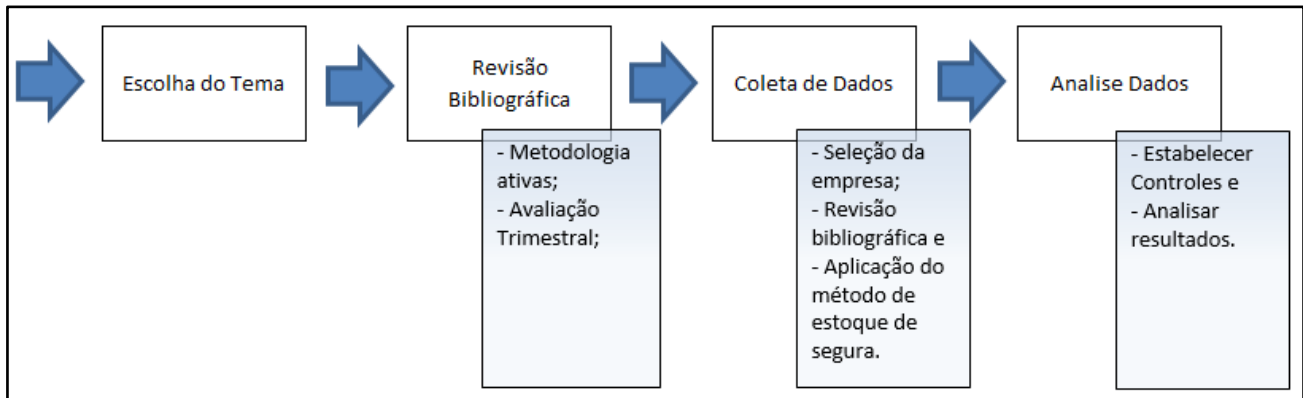 Escolha do Tema
Revisão
Bibliográfica
- Metodologia
ativas;
- Avaliação
Trimestral;
Coleta de Dados
- Seleção da
empresa;
- Revisão
bibliográfica e
- Aplicação do
método de
estoque de
segura.
Analise Dados
- Estabelecer
Controles e
- Analisar
resultados.